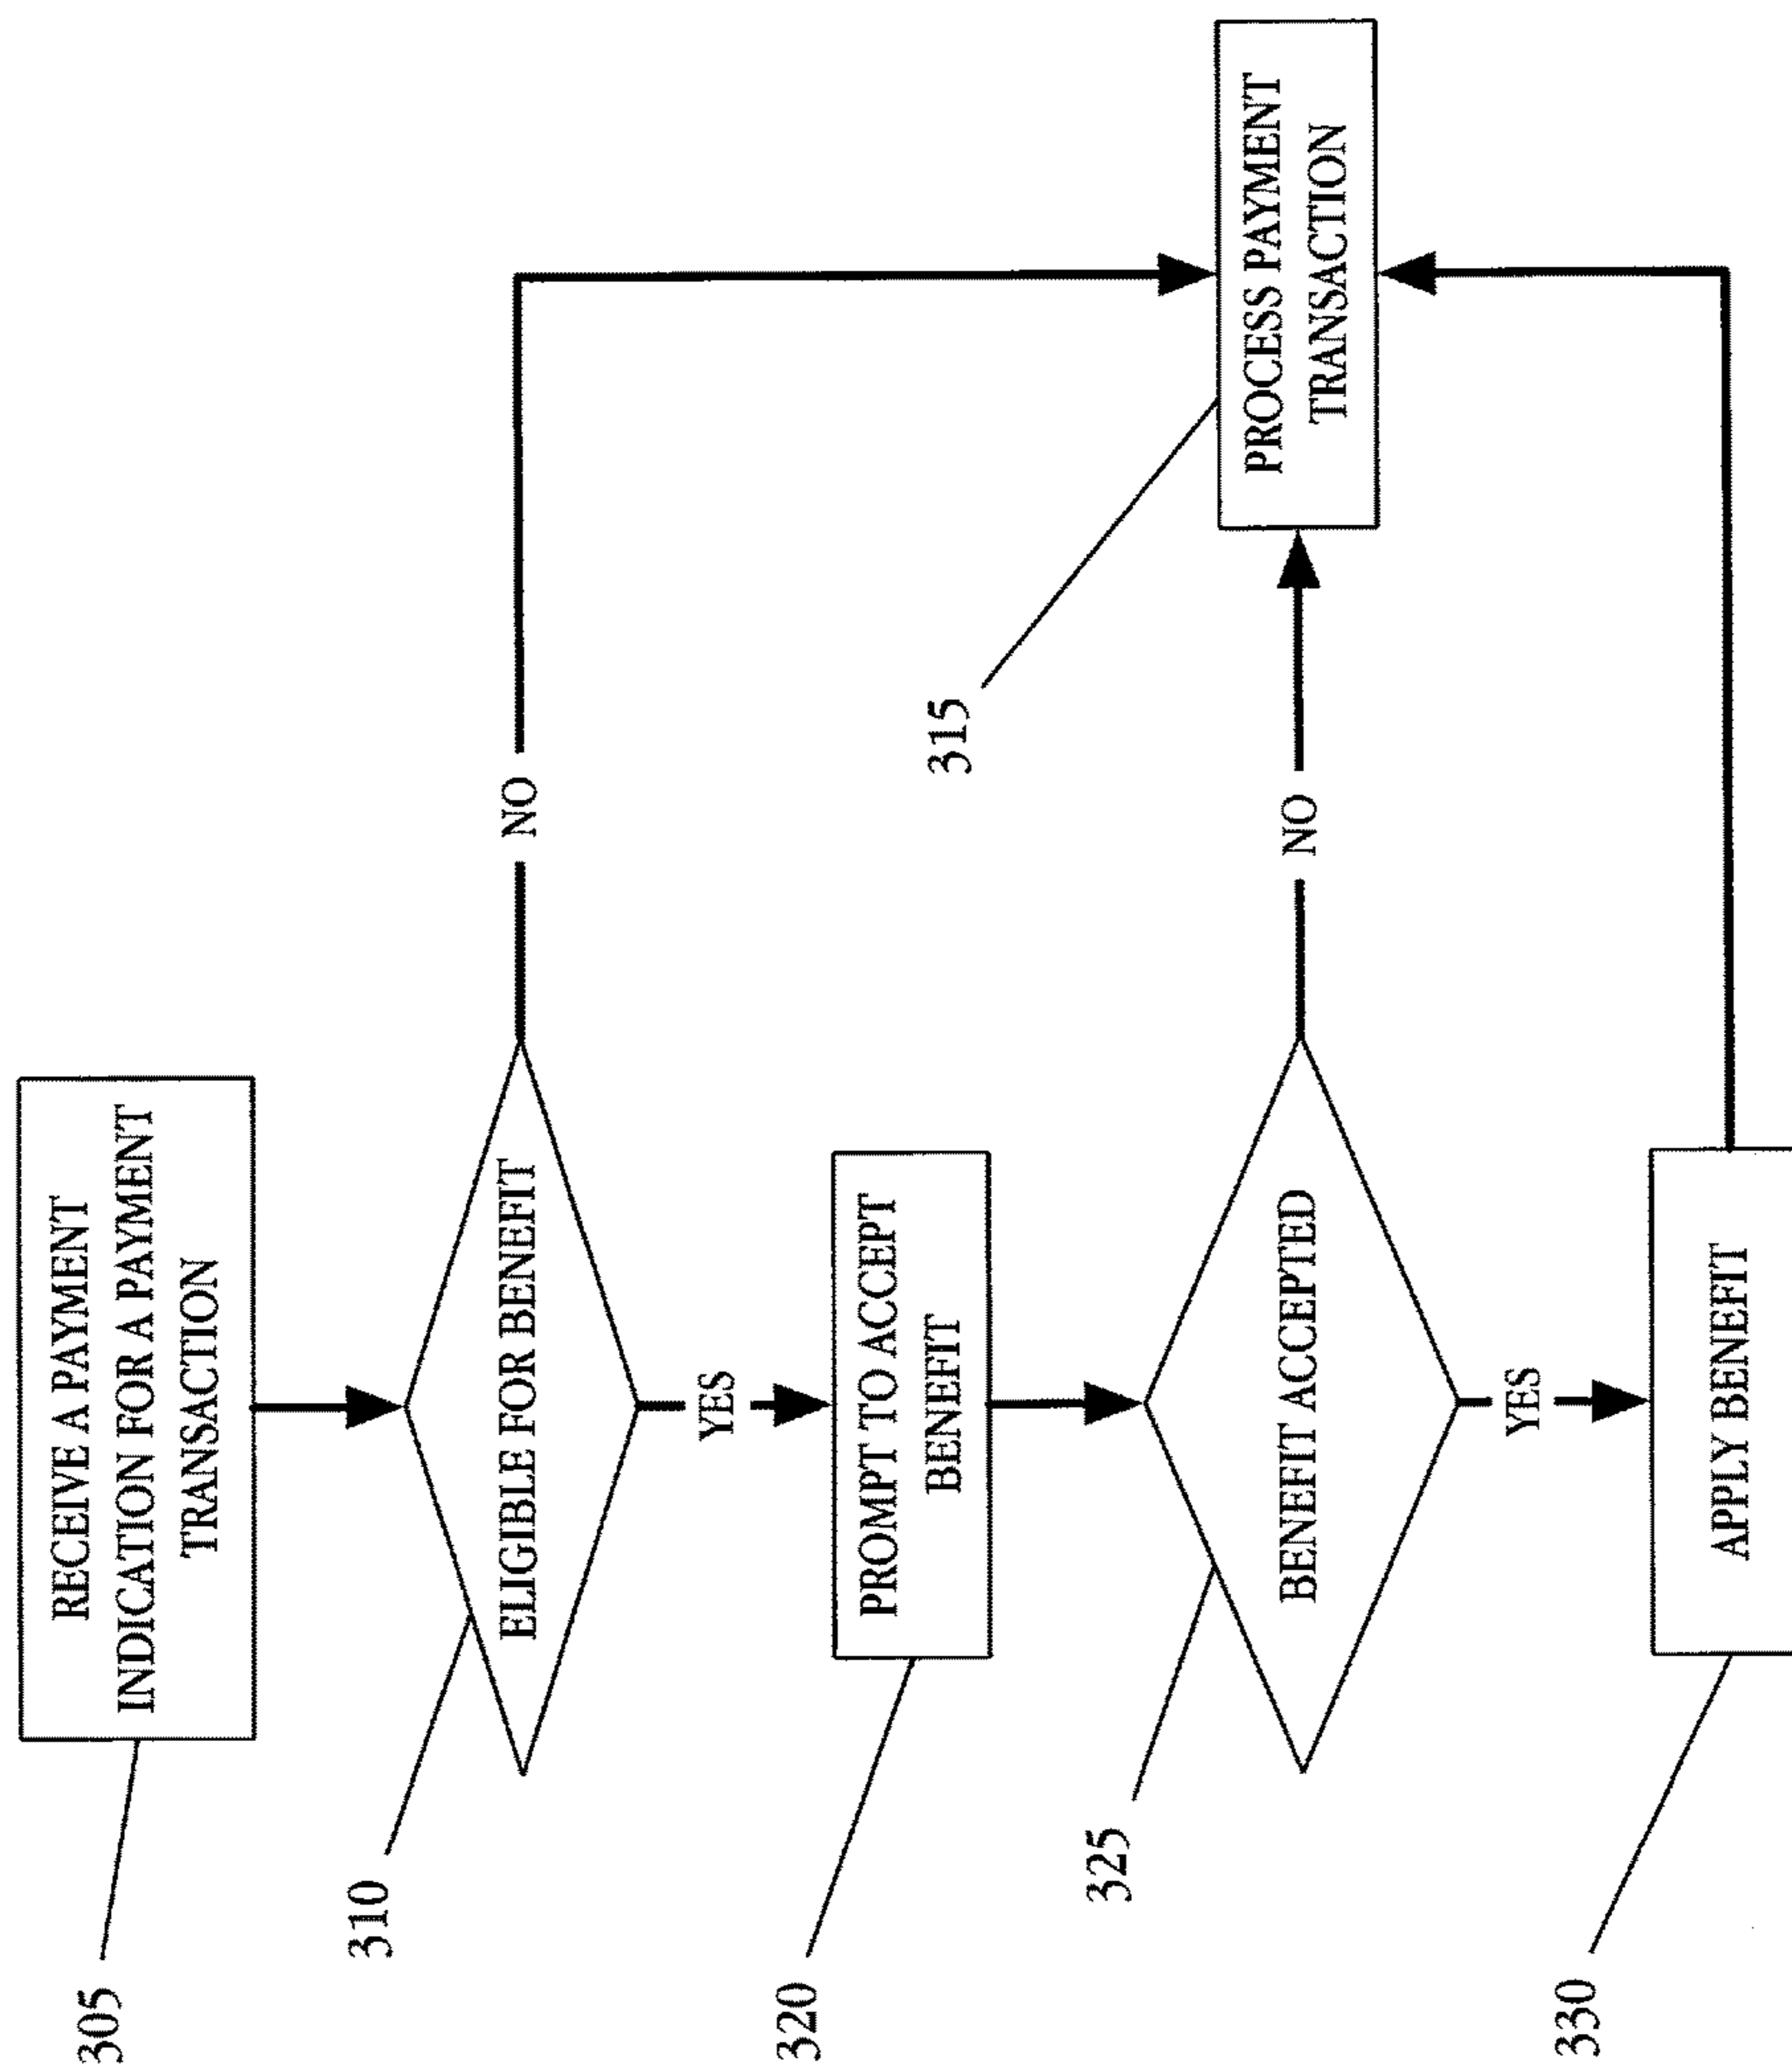 305
RECEIVE A PAYMENT
INDICATION FOR A PAYMENT
TRANSACTION
310
ELIGIBLE FOR BENEFIT
NO
YES
320
PROMPT TO ACCEPT
BENEFIT
315
PROCESS PAYMENT
TRANSACTION
325
BENEFIT ACCEPTED
NO
YES
330
APPLY BENEFIT